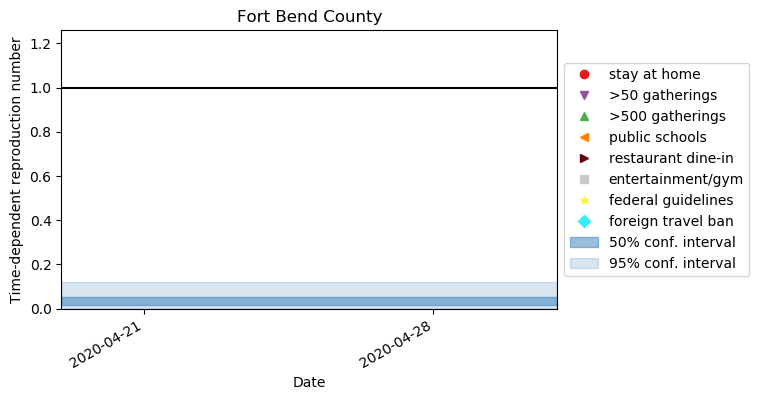 Fort Bend County
Time-dependent reproduction number
1.2
1.0
0.8
0.6
0.4
0.2
0.0
2020-04-21
2020-04-28
Date
stay at home
>50 gatherings
>500 gatherings
public schools
restaurant dine-in
entertainment/gym
federal guidelines
foreign travel ban
50% conf. interval
95% conf. interval